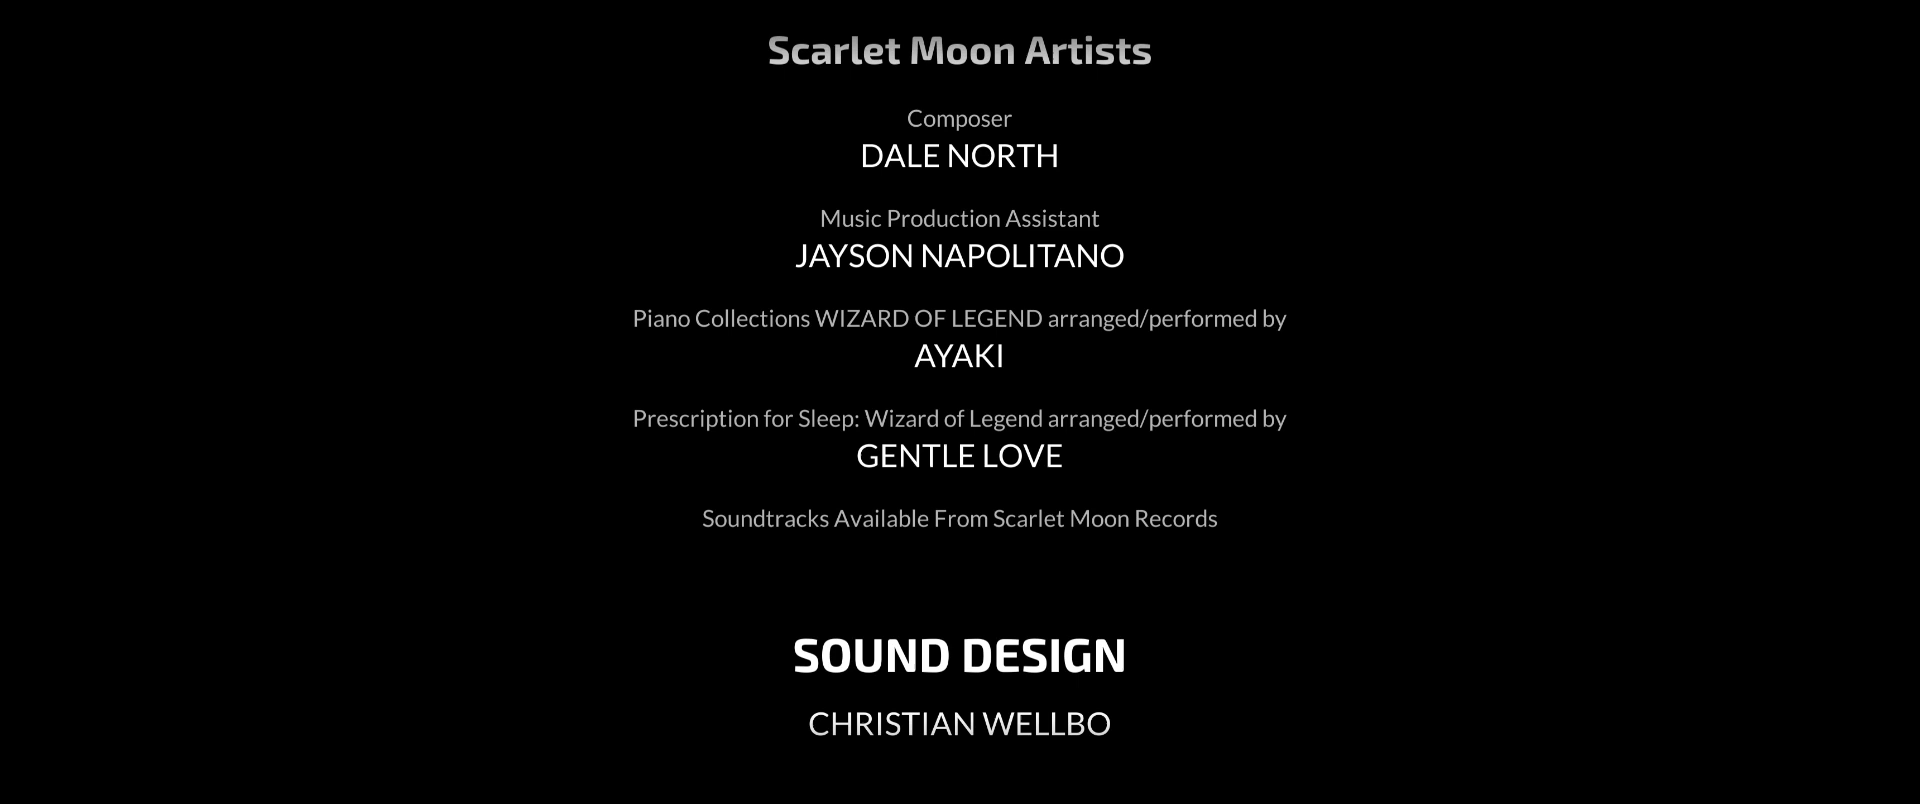 Scarlet Moon Artists
Composer
DALE NORTH
Music Production Assistant
JAYSON NAPOLITANO
Piano Collections WIZARD OF LEGEND arranged/performed by
AYAKI
Prescription for Sleep: Wizard of Legend arranged/performed by
GENTLE LOVE
Soundtracks Available From Scarlet Moon Records
SOUND DESIGN
CHRISTIAN WELLBO